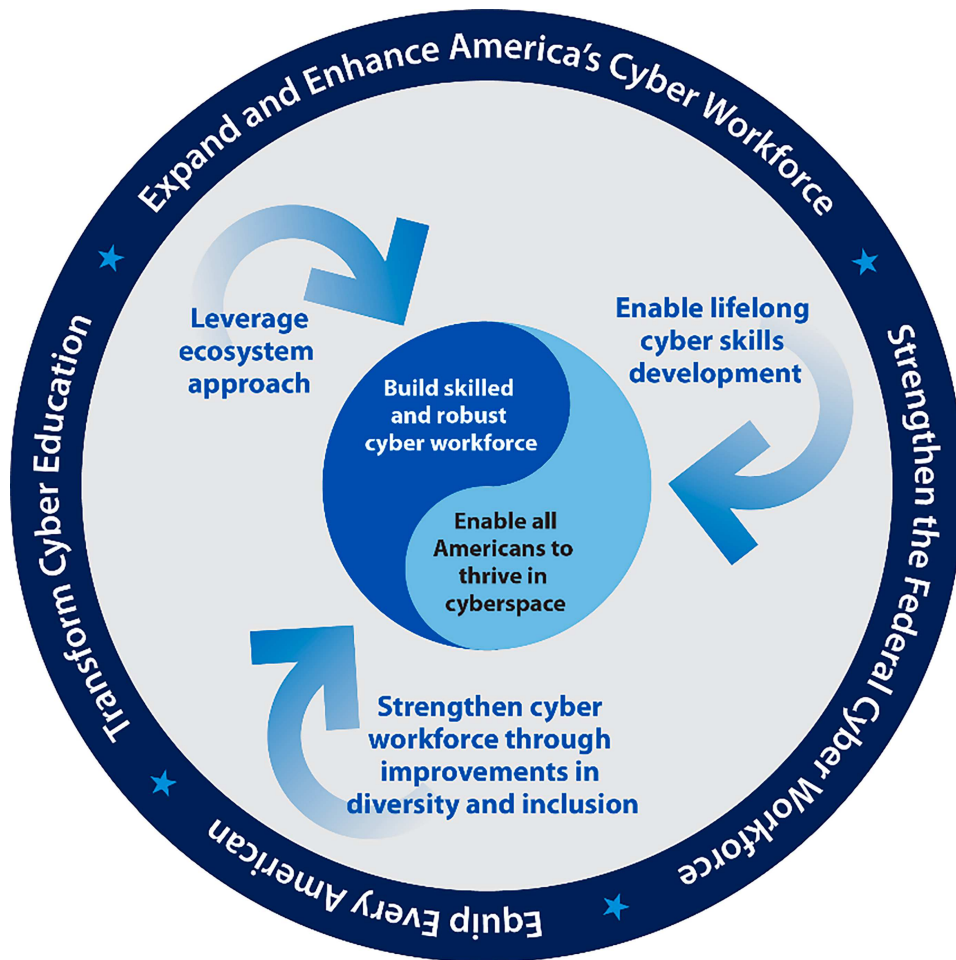 Expand and Enhance America's Cyber Workforce
Strengthen the Federal Cyber Workforce
Equip Every American
Transform Cyber Education
Leverage
ecosystem
approach
Enable lifelong
cyber skills
development
Build skilled
and robust
cyber workforce
Enable all
Americans to
thrive in
cyberspace
Strengthen cyber
workforce through
improvements in
diversity and inclusion